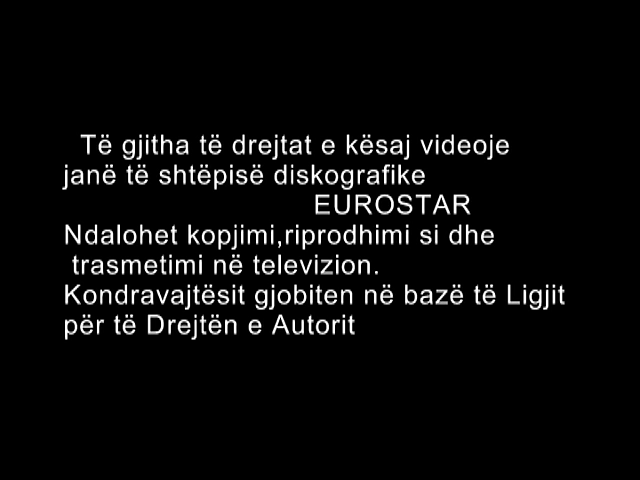 Të gjitha të drejtat e kësaj videoje
janë të shtëpisë diskografike
EUROSTAR
Ndalohet kopjimi,riprodhimi si dhe
trasmetimi në televizion.
Kondravajtësit gjobiten në bazë të Ligjit
për të Drejtën e Autorit